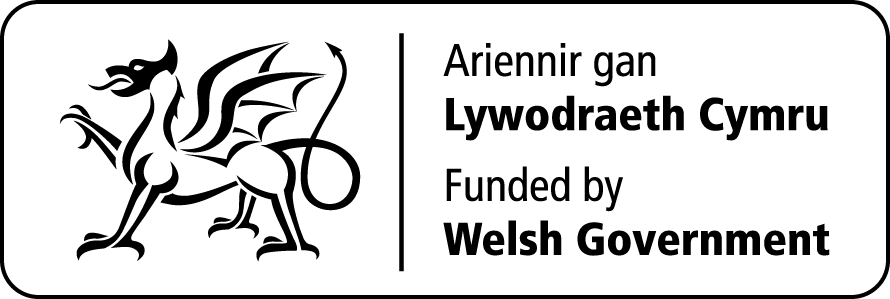 Ariennir gan
Lywodraeth Cymru
Funded by
Welsh Government